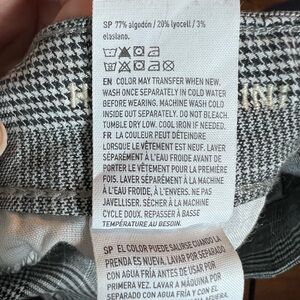 SP 77% algodón / 20% lyocell / 3%
elastano.
EN COLOR MAY TRANSFER WHEN NEW.
WASH ONCE SEPARATELY IN COLD WATER
BEFORE WEARING. MACHINE WASH COLD
INSIDE OUT SEPARATELY. DO NOT BLEACH.
TUMBLE DRY LOW. COOL IRON IF NEEDED.
FR LA COULEUR PEUT DÉTEINDRE
LORSQUE LE VÊTEMENT EST NEUF. LAVER
SÉPARÉMENT À L'EAU FROIDE AVANT DE
PORTER LE VÊTEMENT POUR LA PREMIÈRE
FOIS. LAVER SÉPARÉMENT À LA MACHINE
À L'EAU FROIDE, À L'ENVERS. NE PAS
JAVELLISER. SÉCHER À LA MACHINE
CYCLE DOUX. REPASSER À BASSE
TEMPÉRATURE AU BESOIN.
SP EL COLOR PUEDE SALIRSE CUANDO LA
PRENDA ES NUEVA. LAVAR POR SEPARADO
CON AGUA FRÍA ANTES DE USAR POR
PRIMERA VEZ. LAVAR A MÁQUINA POR
SEPARADO CON AGUA FRÍA